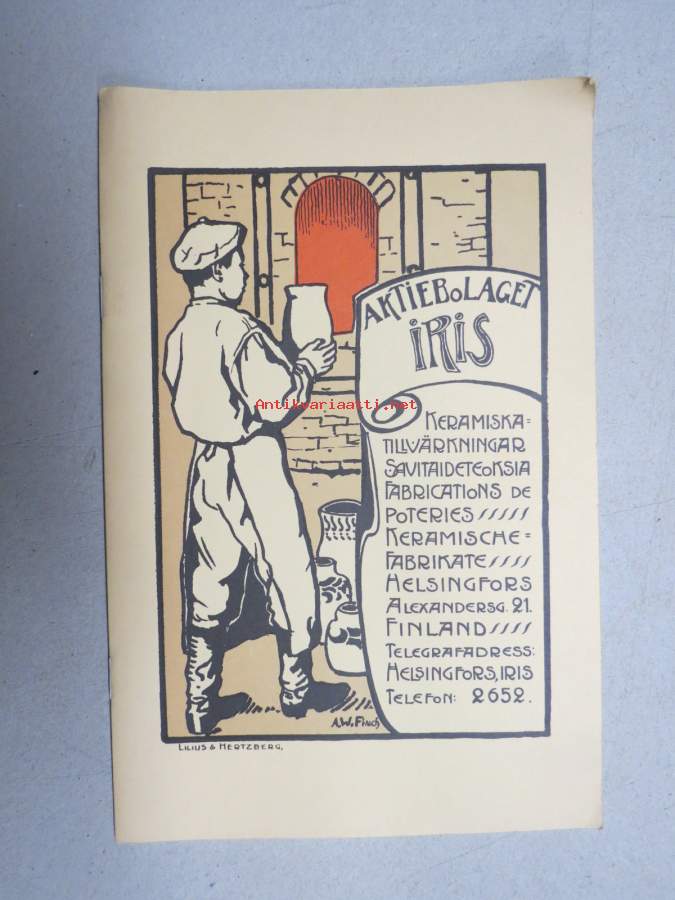 AKTIEBOLAGET
IRIS
KERAMISKA=
TILLVÄRKNINGAR
SAVITAIDETEOKSIA
FABRICATIONS DE
POTERIES /////
KERAMISCHE=
FABRIKATE ////
HELSINGFORS
ALEXANDERSG. 21.
FINLAND ////
TELEGRAFADRESS:
HELSINGFORS, IRIS
TELEFON: 2652.
A.W. Finch
LILIUS & HERTZBERG,
Antikvariaatti.net